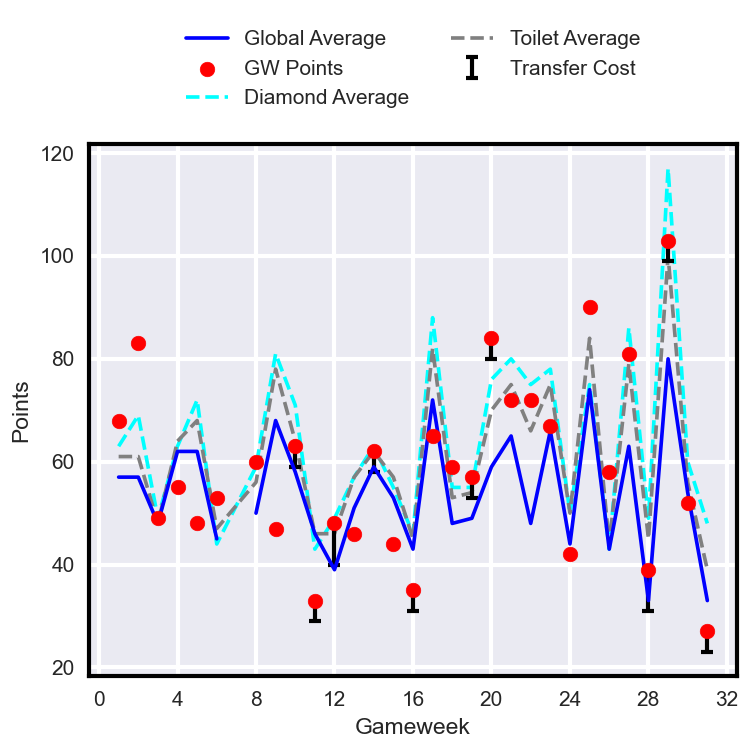 Global Average
GW Points
Diamond Average
Toilet Average
Transfer Cost
120
100
80
60
40
20
Points
0 4 8 12 16 20 24 28 32
Gameweek